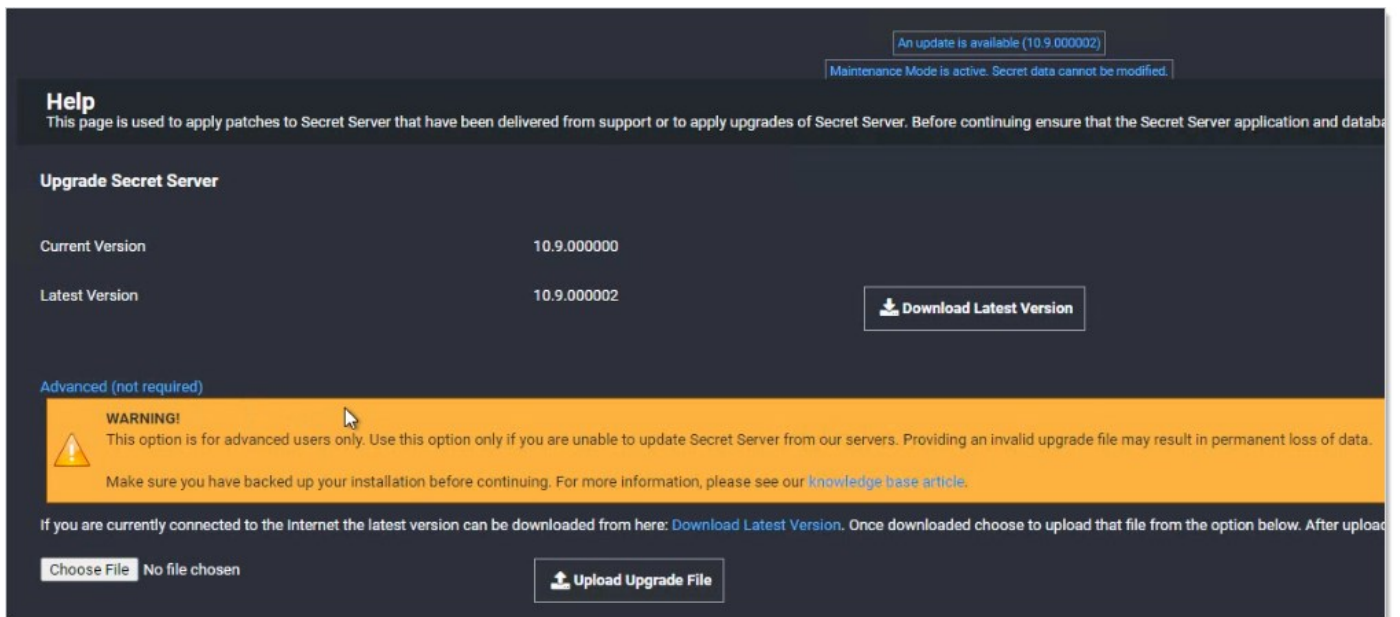 An update is available (10.9.000002)
Maintenance Mode is active. Secret data cannot be modified.
Help
This page is used to apply patches to Secret Server that have been delivered from support or to apply upgrades of Secret Server. Before continuing ensure that the Secret Server application and databa
Upgrade Secret Server
Current Version 10.9.000000
Latest Version 10.9.000002 Download Latest Version
Advanced (not required)
WARNING!
This option is for advanced users only. Use this option only if you are unable to update Secret Server from our servers. Providing an invalid upgrade file may result in permanent loss of data.
Make sure you have backed up your installation before continuing. For more information, please see our knowledge base article.
If you are currently connected to the Internet the latest version can be downloaded from here: Download Latest Version. Once downloaded choose to upload that file from the option below. After uploac
Choose File No file chosen Upload Upgrade File